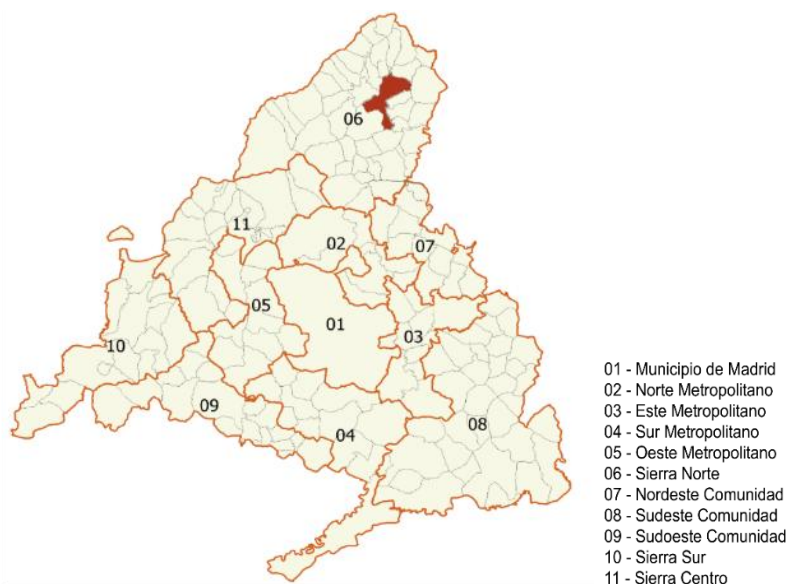 06
11
02
07
05
01
03
10
09
08
04
01 - Municipio de Madrid
02 - Norte Metropolitano
03 - Este Metropolitano
04 - Sur Metropolitano
05 - Oeste Metropolitano
06 - Sierra Norte
07 - Nordeste Comunidad
08 - Sudeste Comunidad
09 - Sudoeste Comunidad
10 - Sierra Sur
11 - Sierra Centro